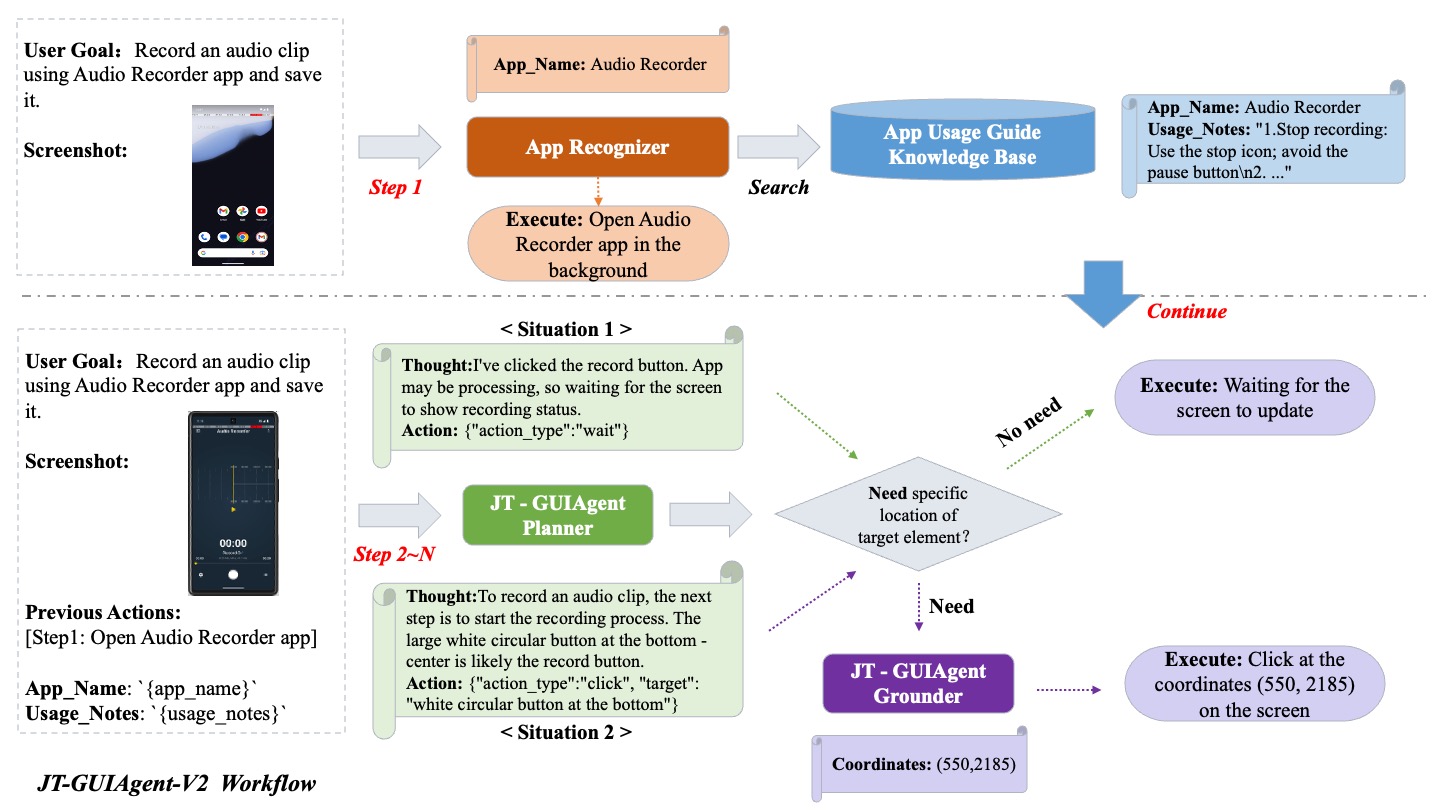 User Goal: Record an audio clip
using Audio Recorder app and save
it.
Screenshot:
Step 1
App_Name: Audio Recorder
App Recognizer
Execute: Open Audio
Recorder app in the
background
Search
App Usage Guide
Knowledge Base
App_Name: Audio Recorder
Usage_Notes: "1.Stop recording:
Use the stop icon; avoid the
pause button\n2. ..."
Continue
User Goal: Record an audio clip
using Audio Recorder app and save
it.
Screenshot:
Audio Recorder
00:00
Previous Actions:
[Step1: Open Audio Recorder app]
App_Name: `{app_name}`
Usage_Notes: `{usage_notes}`
Step 2~N
< Situation 1 >
Thought:I've clicked the record button. App
may be processing, so waiting for the screen
to show recording status.
Action: {"action_type":"wait"}
JT - GUIAgent
Planner
Thought:To record an audio clip, the next
step is to start the recording process. The
large white circular button at the bottom -
center is likely the record button.
Action: {"action_type":"click", "target":
"white circular button at the bottom"}
< Situation 2 >
Need specific
location of
target element?
No need
Execute: Waiting for the
screen to update
Need
JT - GUIAgent
Grounder
Coordinates: (550,2185)
Execute: Click at the
coordinates (550, 2185)
on the screen
JT-GUIAgent-V2 Workflow